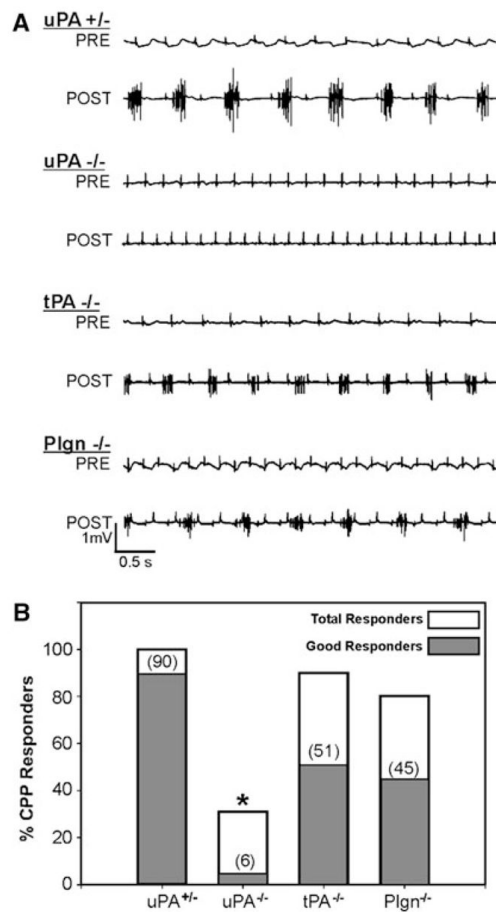 A
uPA +/-
PRE
POST
uPA -/-
PRE
POST
tPA -/-
PRE
POST
Plgn -/-
PRE
POST
1mV
0.5 s
B
Total Responders
Good Responders
% CPP Responders
100
80
60
40
20
0
(90)
*
(6)
(51)
(45)
uPA+/-
uPA-/-
tPA-/-
Plgn-/-